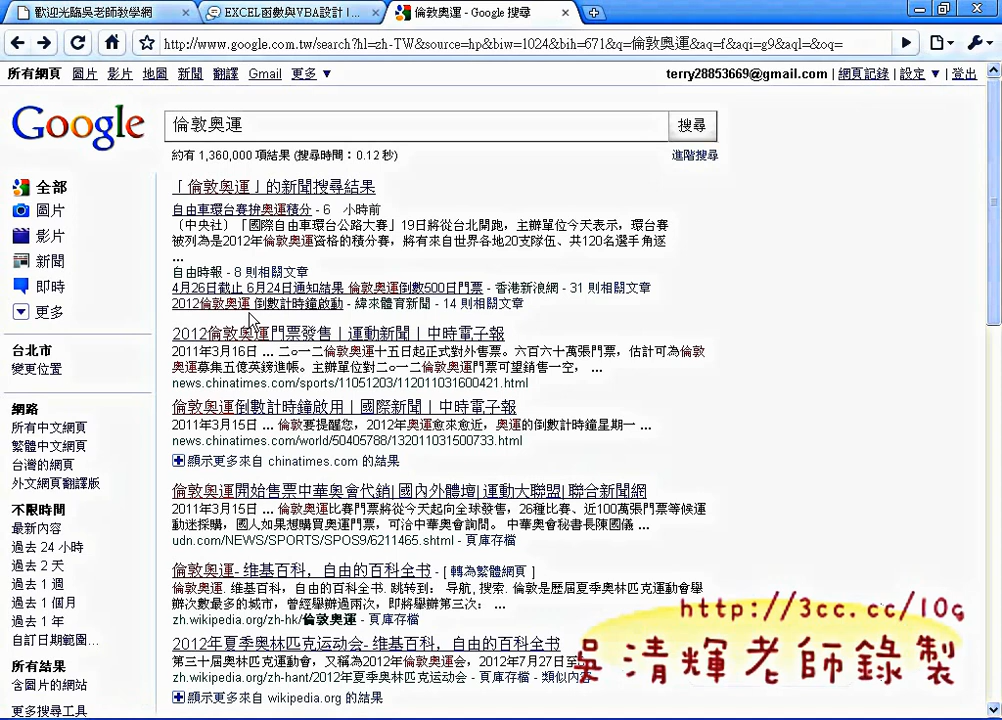 歡迎光臨吳老師教學網
EXCEL函數與VBA設計 I...
倫敦奧運 - Google 搜尋
http://www.google.com.tw/search?hl=zh-TW&source=hp&biw=1024&bih=671&q=倫敦奧運&aq=f&aqi=g9&aql=&oq=
所有網頁 圖片 影片 地圖 新聞 翻譯 Gmail 更多 ▼
terry28853669@gmail.com | 網頁記錄 | 設定 ▼ | 登出
Google
倫敦奧運
搜尋
約有 1,360,000 項結果 (搜尋時間：0.12 秒)
進階搜尋
全部
圖片
影片
新聞
即時
更多
台北市
變更位置
網路
所有中文網頁
繁體中文網頁
台灣的網頁
外文網頁翻譯版
不限時間
最新內容
過去 24 小時
過去 2 天
過去 1 週
過去 1 個月
過去 1 年
自訂日期範圍...
所有結果
含圖片的網站
更多搜尋工具
「倫敦奧運」的新聞搜尋結果
自由車環台賽拚奧運積分 - 6 小時前
〔中央社〕「國際自由車環台公路大賽」19日將從台北開跑，主辦單位今天表示，環台賽
被列為是2012年倫敦奧運資格的積分賽，將有來自世界各地20支隊伍、共120名選手角逐
...
自由時報 - 8 則相關文章
4月26日截止 6月24日通知結果 倫敦奧運倒數500日門票 - 香港新浪網 - 31 則相關文章
2012倫敦奧運 倒數計時鐘啟動 - 緯來體育新聞 - 14 則相關文章
2012倫敦奧運門票發售｜運動新聞｜中時電子報
2011年3月16日 ... 二○一二倫敦奧運十五日起正式對外售票。六百六十萬張門票，估計可為倫敦
奧運募集五億英鎊進帳。主辦單位對二○一二倫敦奧運門票可望銷售一空， ...
news.chinatimes.com/sports/11051203/112011031600421.html
倫敦奧運倒數計時鐘啟用｜國際新聞｜中時電子報
2011年3月15日 ... 倫敦要提醒您，2012年奧運愈來愈近，奧運的倒數計時鐘星期一 ...
news.chinatimes.com/world/50405788/132011031500733.html
顯示更多來自 chinatimes.com 的結果
倫敦奧運開始售票中華奧會代銷| 國內外體壇| 運動大聯盟| 聯合新聞網
2011年3月15日 ... 倫敦奧運比賽門票將從今天起向全球發售，26種比賽、近100萬張門票等候運
動迷採購，國人如果想購買奧運門票，可洽中華奧會詢問。 中華奧會秘書長陳國儀 ...
udn.com/NEWS/SPORTS/SPOS9/6211465.shtml - 頁庫存檔
倫敦奧運- 维基百科，自由的百科全书 - [ 轉為繁體網頁 ]
倫敦奧運. 维基百科，自由的百科全书. 跳转到： 导航, 搜索. 倫敦是歷屆夏季奧林匹克運動會舉
辦次數最多的城市，曾經舉辦過兩次，即將舉辦第三次： ...
zh.wikipedia.org/zh-hk/倫敦奧運 - 頁庫存檔
2012年夏季奥林匹克运动会- 维基百科，自由的百科全书
第三十屆奧林匹克運動會，又稱為2012年倫敦奧運会，2012年7月27日至
zh.wikipedia.org/zh-hant/2012年夏季奧林匹克运动会 - 頁庫存檔 - 類似內容
顯示更多來自 wikipedia.org 的結果
http://3cc.cc/10g
吳清輝老師錄製